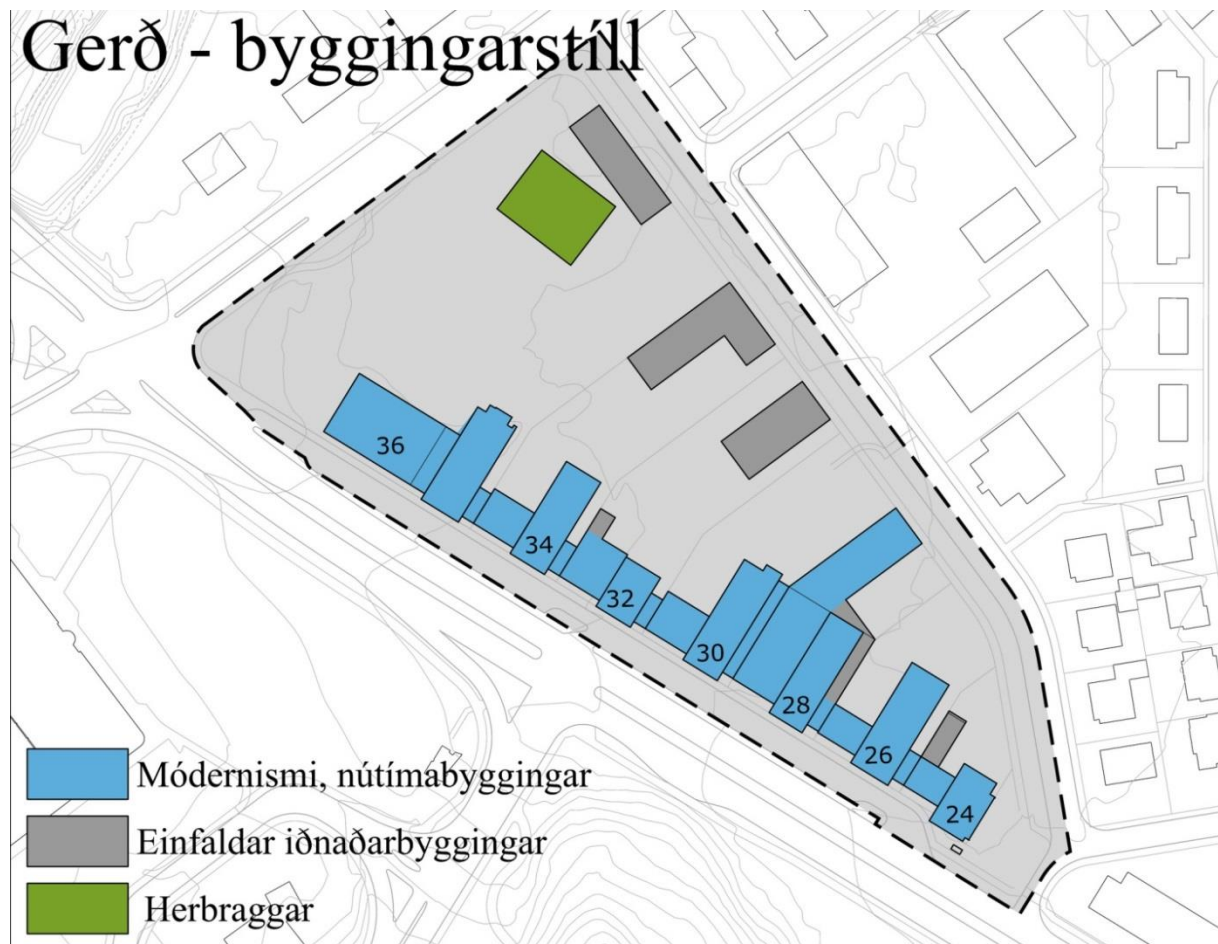 Gerð - byggingarstíll
36
34
32
30
28
26
24
Módernismi, nútímabyggingar
Einfaldar iðnaðarbyggingar
Herbraggar